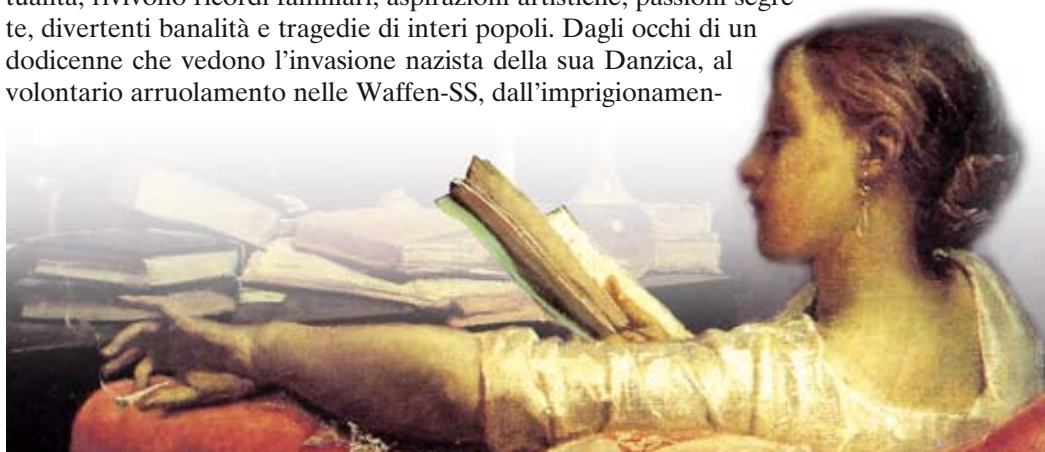 tualità, rivivono ricordi familiari, aspirazioni artistiche, passioni segre-
te, divertenti banalità e tragedie di interi popoli. Dagli occhi di un
dodicenne che vedono l'invasione nazista della sua Danzica, al
volontario arruolamento nelle Waffen-SS, dall'imprigionamen-